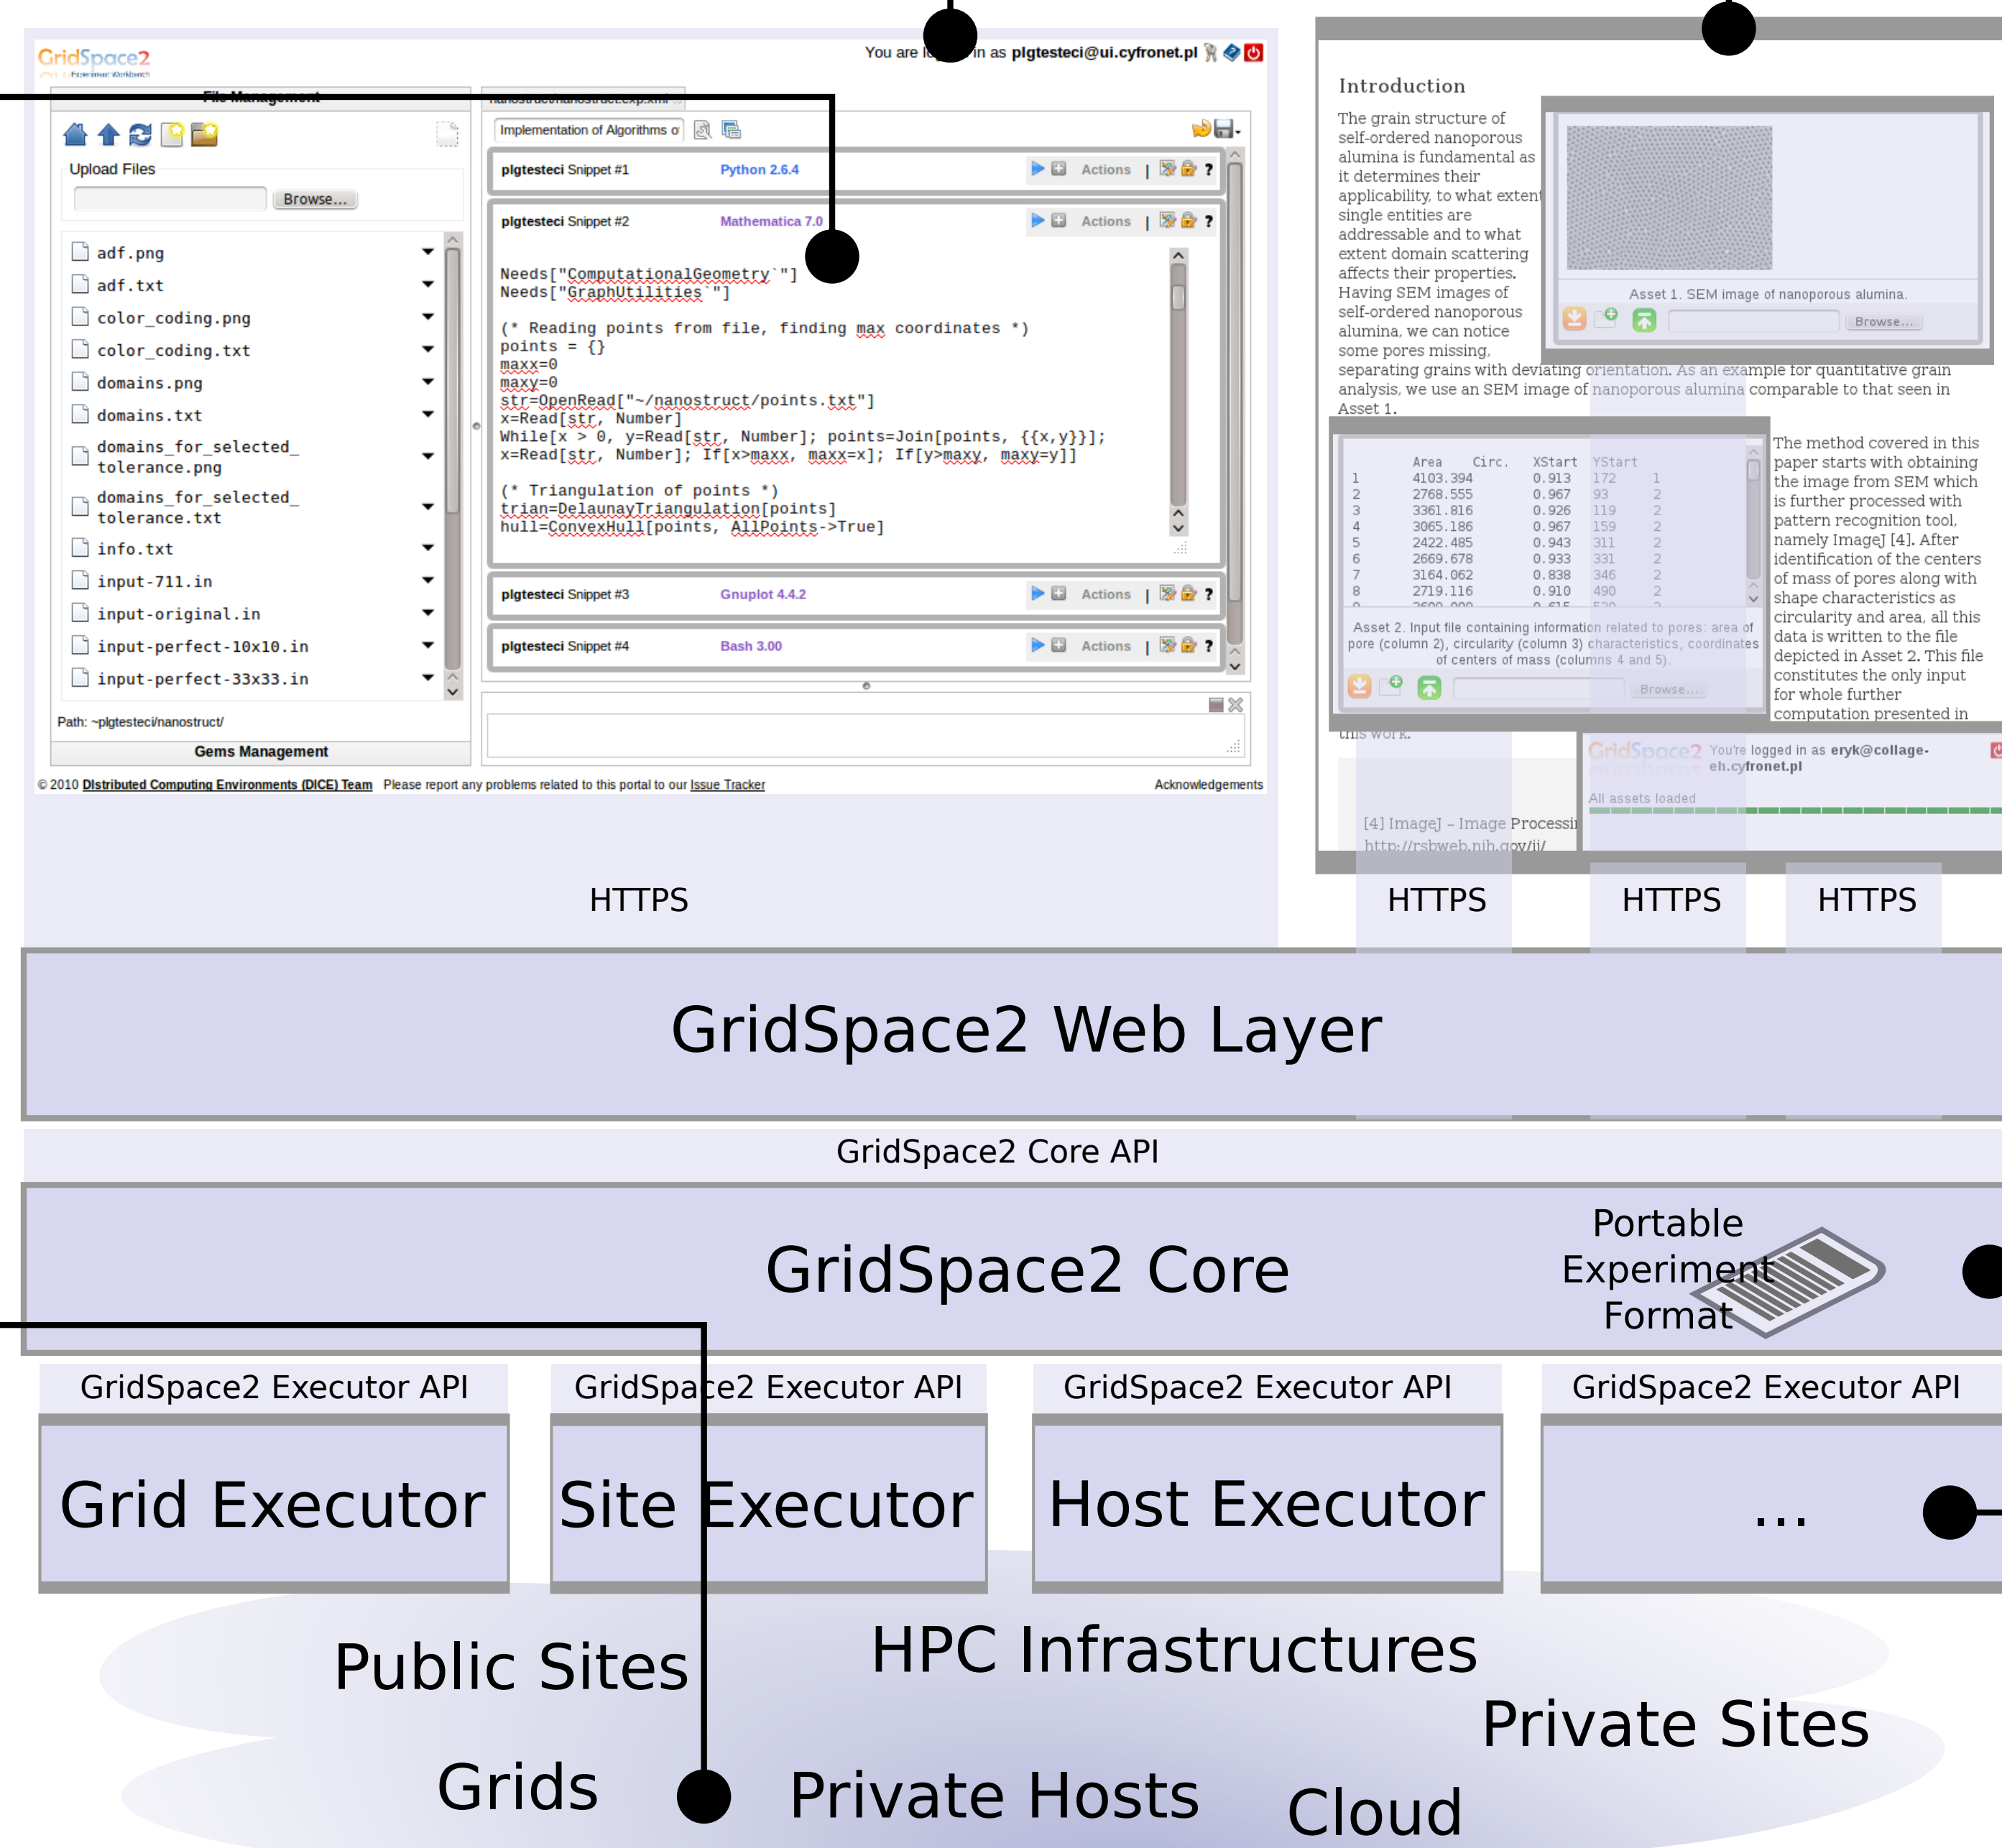 GridSpace2
Experiment Workbench
You are in as plgtesteci@ui.cyfronet.pl
File Management
nanostruct/nanostruct.exp.xml
Upload Files
Browse...
adf.png
adf.txt
color_coding.png
color_coding.txt
domains.png
domains.txt
domains_for_selected_
tolerance.png
domains_for_selected_
tolerance.txt
info.txt
input-711.in
input-original.in
input-perfect-10x10.in
input-perfect-33x33.in
Path: ~plgtesteci/nanostruct/
Gems Management
Implementation of Algorithms o
plgtesteci Snippet #1 Python 2.6.4 Actions | ?
plgtesteci Snippet #2 Mathematica 7.0 Actions | ?
Needs["ComputationalGeometry`"]
Needs["GraphUtilities`"]
(* Reading points from file, finding max coordinates *)
points = {}
maxx=0
maxy=0
str=OpenRead["~/nanostruct/points.txt"]
x=Read[str, Number]
While[x > 0, y=Read[str, Number]; points=Join[points, {{x,y}}];
x=Read[str, Number]; If[x>maxx, maxx=x]; If[y>maxy, maxy=y]]
(* Triangulation of points *)
trian=DelaunayTriangulation[points]
hull=ConvexHull[points, AllPoints->True]
plgtesteci Snippet #3 Gnuplot 4.4.2 Actions | ?
plgtesteci Snippet #4 Bash 3.00 Actions | ?
© 2010 DIstributed Computing Environments (DICE) Team Please report any problems related to this portal to our Issue Tracker Acknowledgements
Introduction
The grain structure of
self-ordered nanoporous
alumina is fundamental as
it determines their
applicability, to what extent
single entities are
addressable and to what
extent domain scattering
affects their properties.
Having SEM images of
self-ordered nanoporous
alumina, we can notice
some pores missing,
separating grains with deviating orientation. As an example for quantitative grain
analysis, we use an SEM image of nanoporous alumina comparable to that seen in
Asset 1.
Asset 1. SEM image of nanoporous alumina.
Browse...
Area Circ. XStart YStart
1 4103.394 0.913 172 1
2 2768.555 0.967 93 2
3 3361.816 0.926 119 2
4 3065.186 0.967 159 2
5 2422.485 0.943 311 2
6 2669.678 0.933 331 2
7 3164.062 0.838 346 2
8 2719.116 0.910 490 2
Asset 2. Input file containing information related to pores: area of
pore (column 2), circularity (column 3) characteristics, coordinates
of centers of mass (columns 4 and 5).
Browse...
The method covered in this
paper starts with obtaining
the image from SEM which
is further processed with
pattern recognition tool,
namely ImageJ [4]. After
identification of the centers
of mass of pores along with
shape characteristics as
circularity and area, all this
data is written to the file
depicted in Asset 2. This file
constitutes the only input
for whole further
computation presented in
this work.
GridSpace2 You're logged in as eryk@collage-
eh.cyfronet.pl
All assets loaded
[4] ImageJ – Image Processi
http://rsbweb.nih.gov/ij/
HTTPS
HTTPS
HTTPS
HTTPS
GridSpace2 Web Layer
GridSpace2 Core API
GridSpace2 Core
Portable
Experiment
Format
GridSpace2 Executor API
GridSpace2 Executor API
GridSpace2 Executor API
GridSpace2 Executor API
Grid Executor
Site Executor
Host Executor
...
Public Sites
HPC Infrastructures
Private Sites
Grids
Private Hosts
Cloud